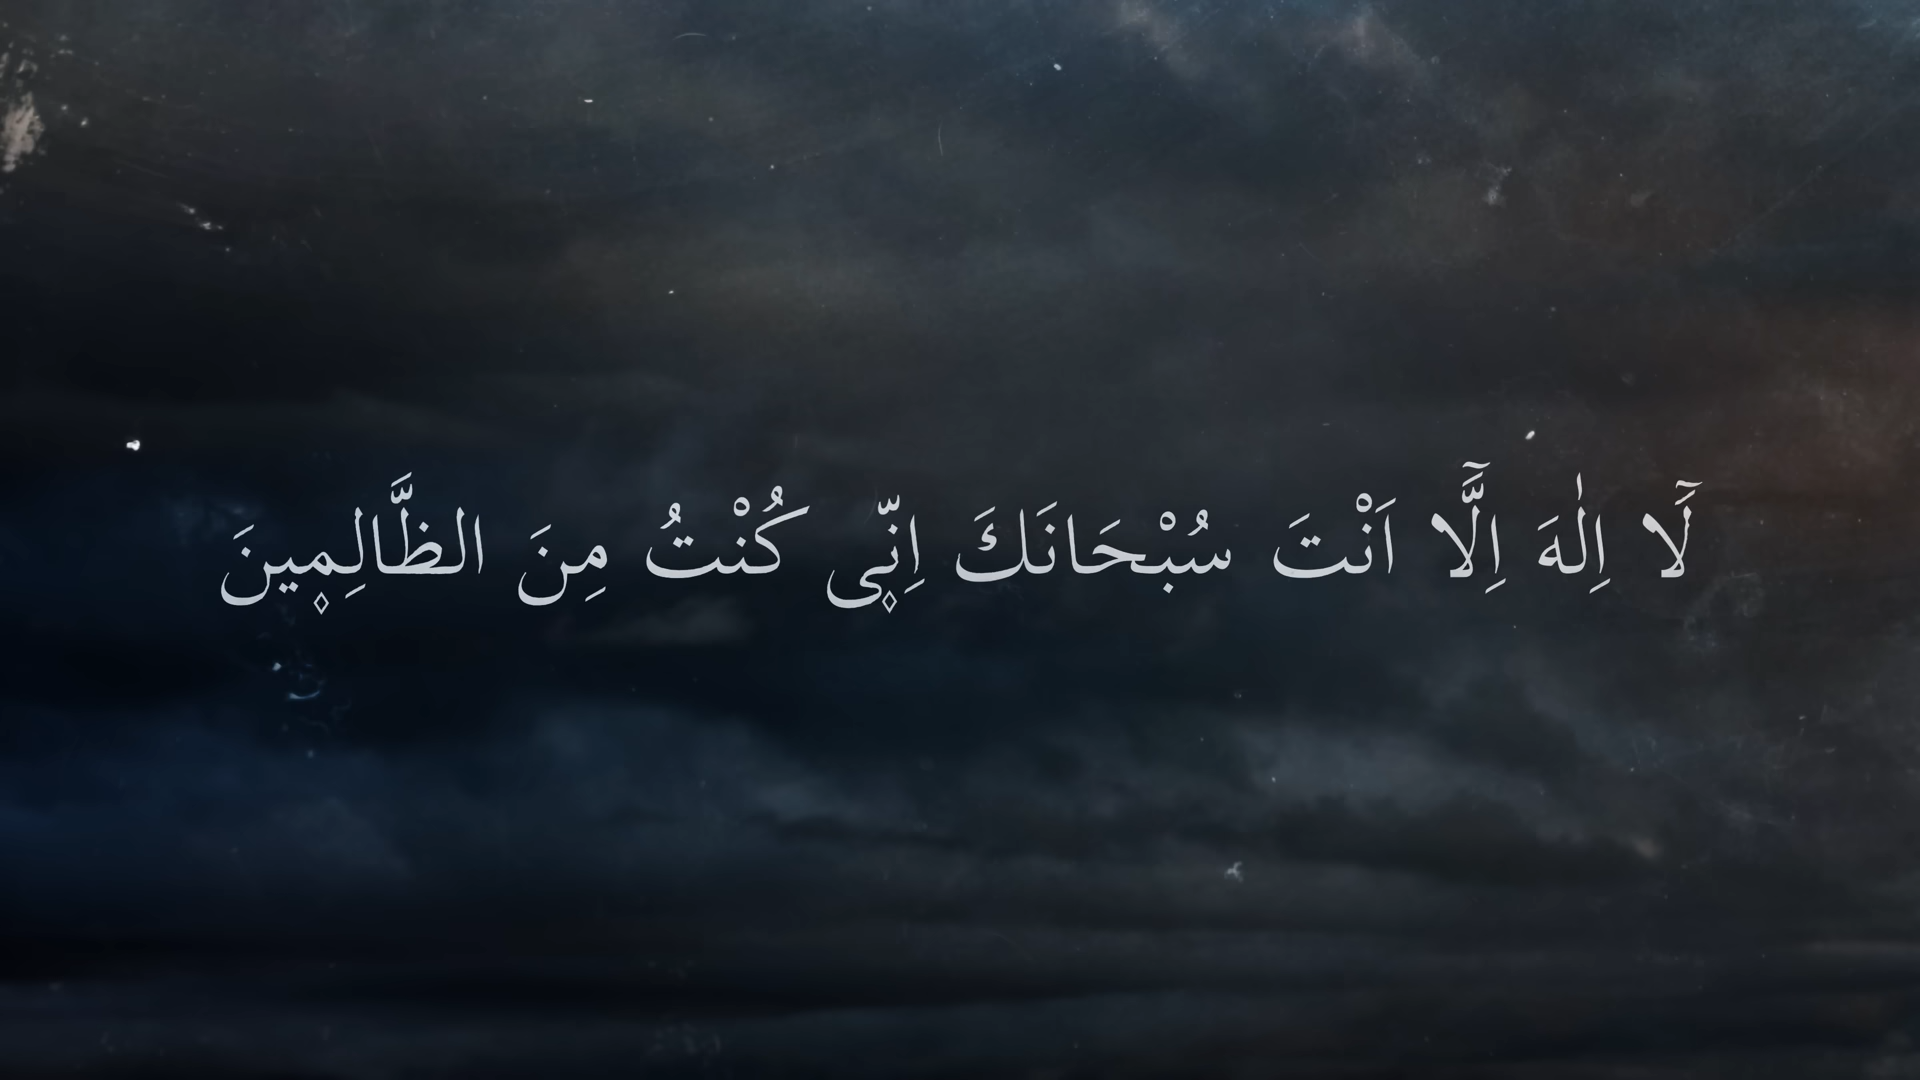 لَٓا اِلٰهَ اِلَّٓا اَنْتَ سُبْحَانَكَ اِنّ۪ى كُنْتُ مِنَ الظَّالِم۪ينَ